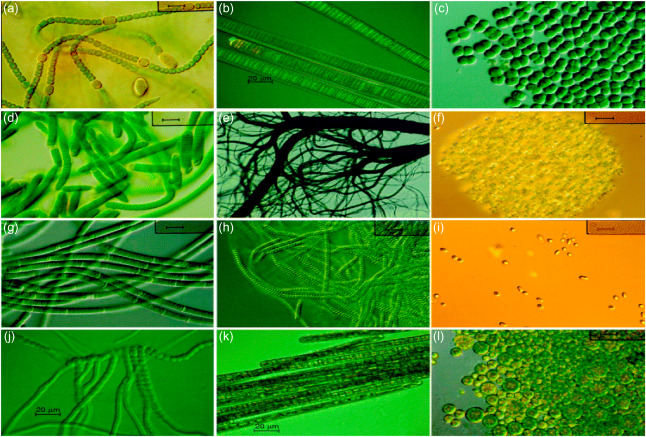 (a)
(b)
20 μm
(c)
(d)
(e)
(f)
(g)
(h)
(i)
(j)
20 μm
(k)
20 μm
(l)